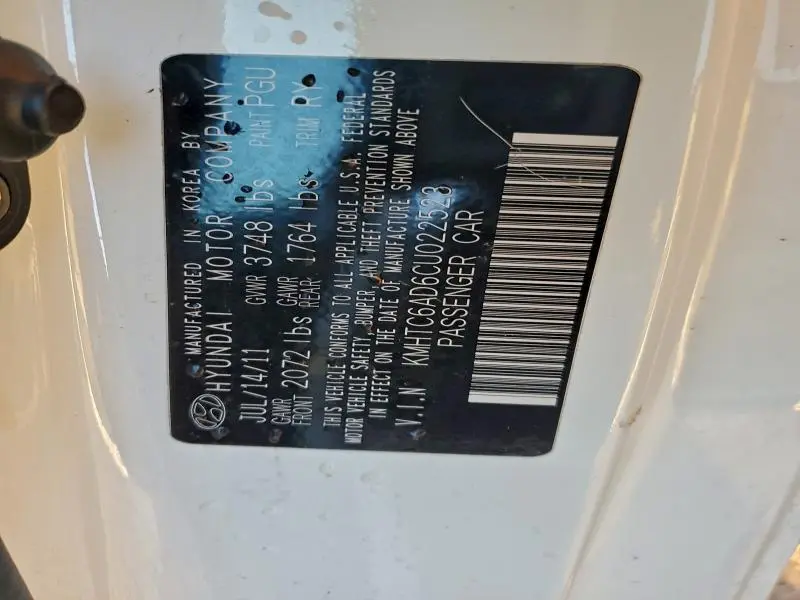 MANUFACTURED IN KOREA BY
HYUNDAI MOTOR COMPANY
JUL/14/11 GVWR 3748 lbs PAINT PGU
GAWR FRONT 2072 lbs GAWR REAR 1764 lbs TRIM RY
THIS VEHICLE CONFORMS TO ALL APPLICABLE U.S.A. FEDERAL
MOTOR VEHICLE SAFETY, BUMPER, AND THEFT PREVENTION STANDARDS
IN EFFECT ON THE DATE OF MANUFACTURE SHOWN ABOVE
V.I.N KMHTC6AD6CU022523
PASSENGER CAR